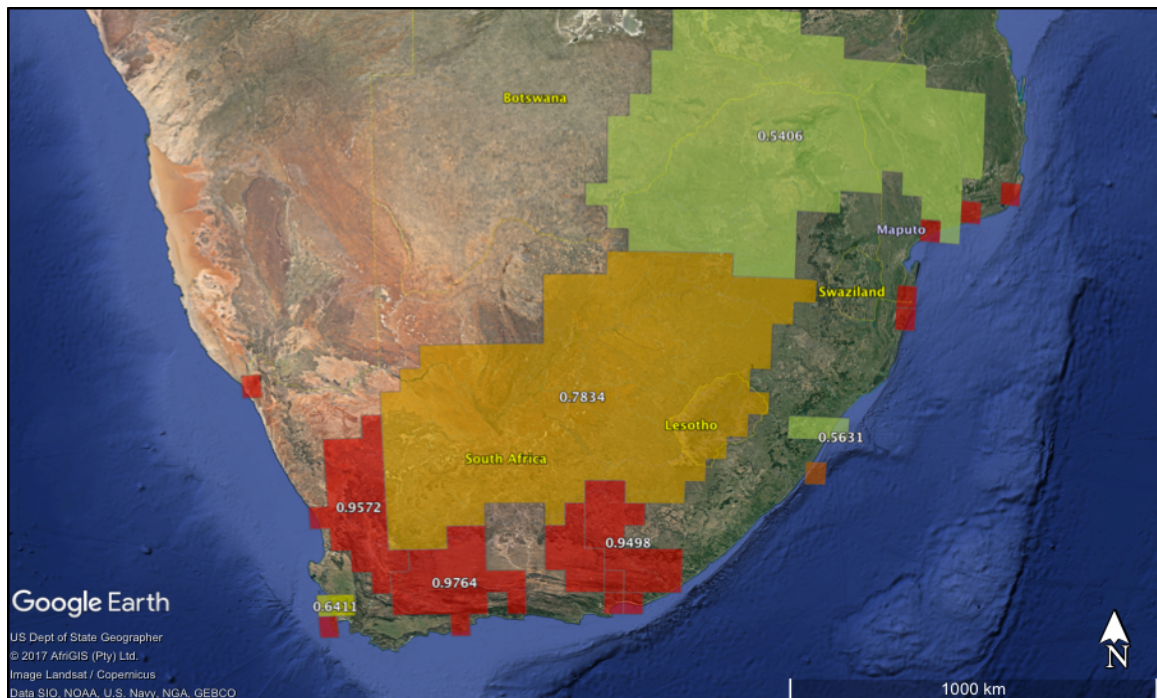 Botswana
0.5406
Maputo
Swaziland
0.7834
Lesotho
0.5631
South Africa
0.9572
0.9498
0.9764
0.6411
Google Earth
US Dept of State Geographer
© 2017 AfriGIS (Pty) Ltd.
Image Landsat / Copernicus
Data SIO, NOAA, U.S. Navy, NGA, GEBCO
N
1000 km